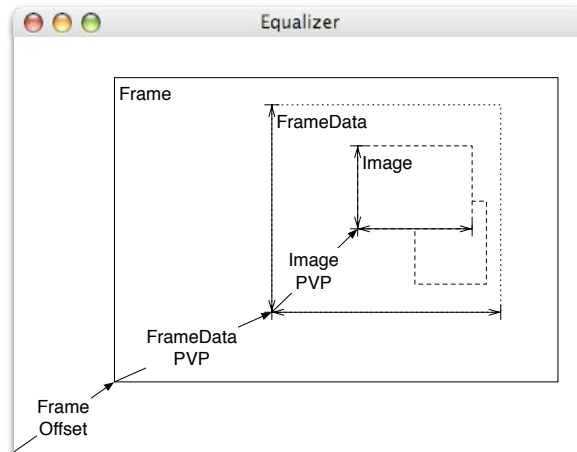 Equalizer
Frame
FrameData
Image
Image
PVP
FrameData
PVP
Frame
Offset